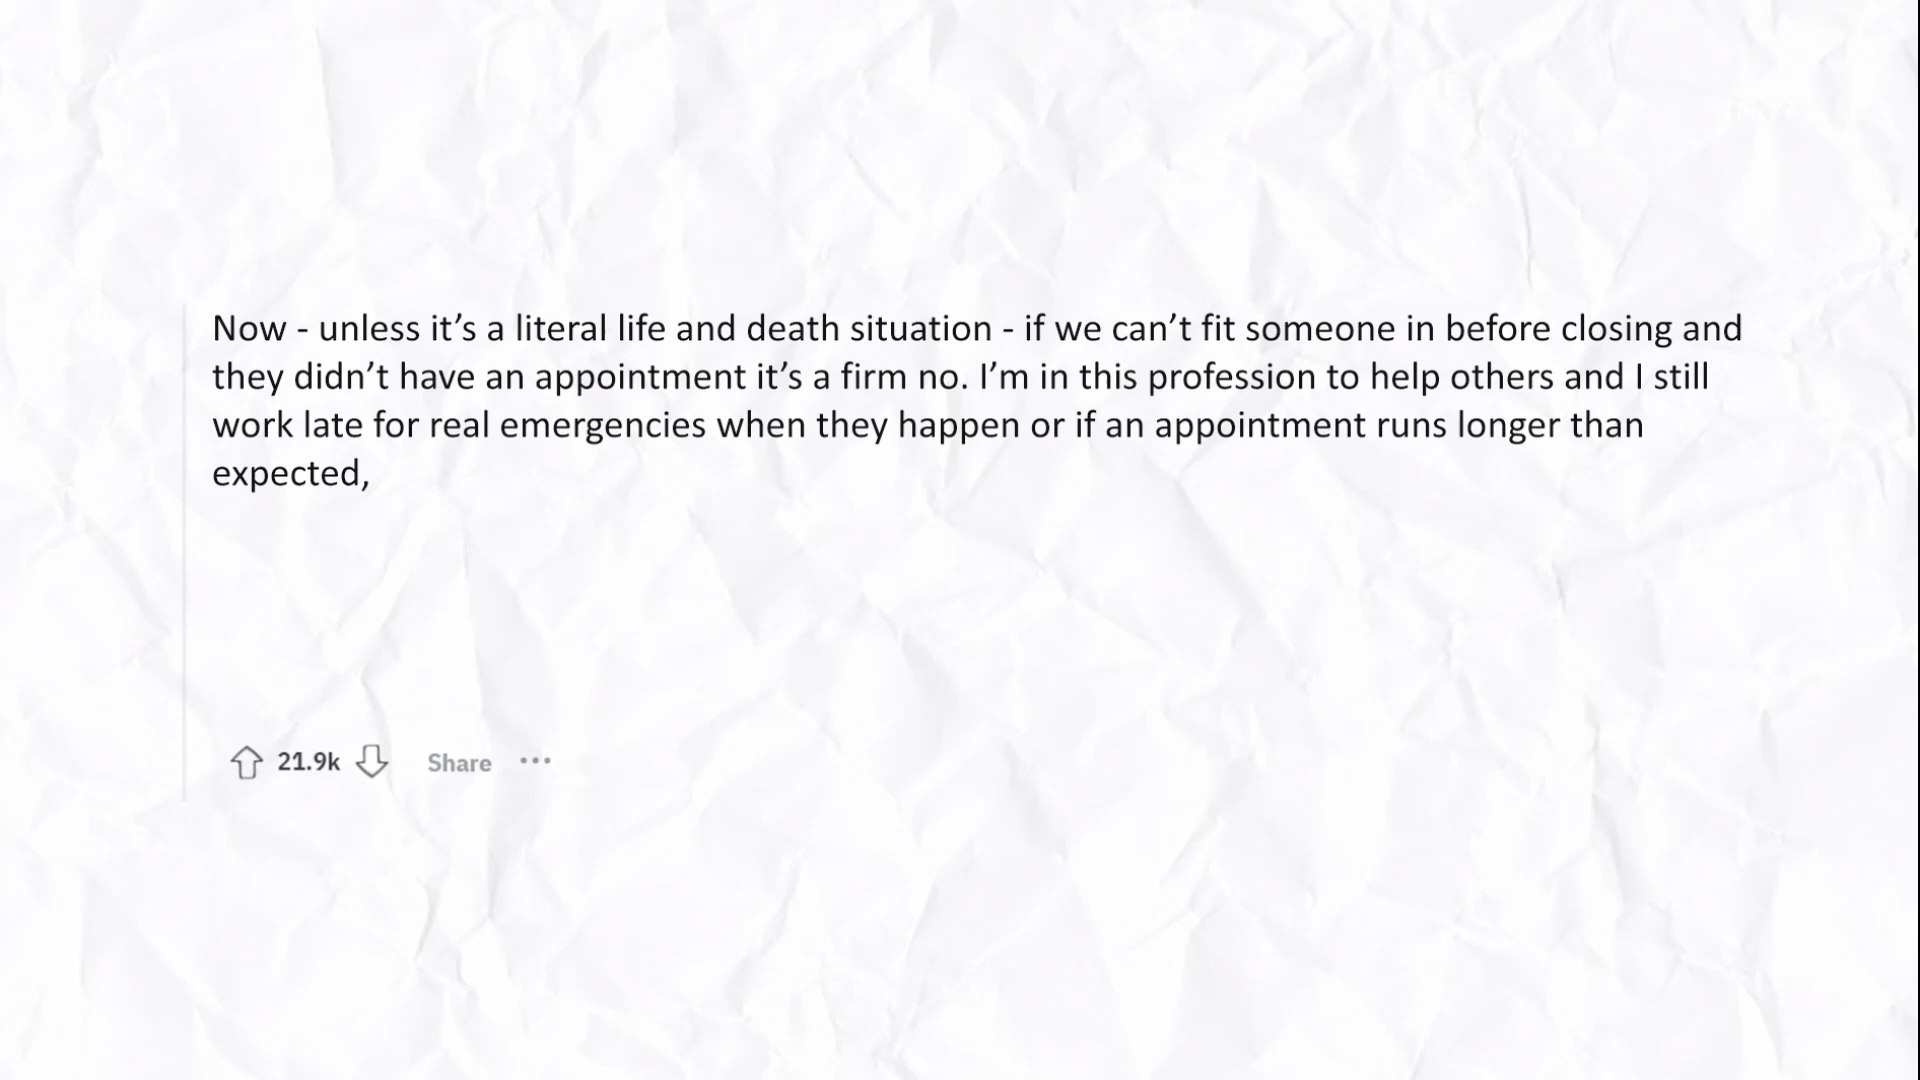 Now - unless it’s a literal life and death situation - if we can’t fit someone in before closing and
they didn’t have an appointment it’s a firm no. I’m in this profession to help others and I still
work late for real emergencies when they happen or if an appointment runs longer than
expected,
21.9k Share ···